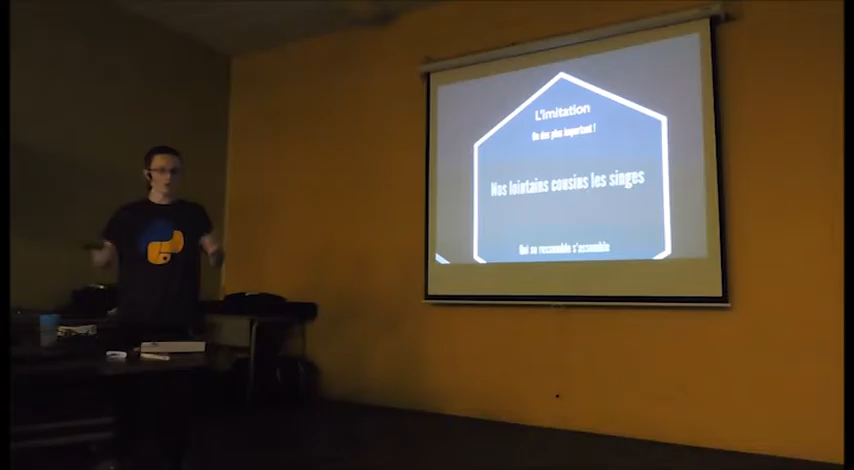 L'imitation
Un des plus important !
Nos lointains cousins les singes
Qui se ressemble s'assemble